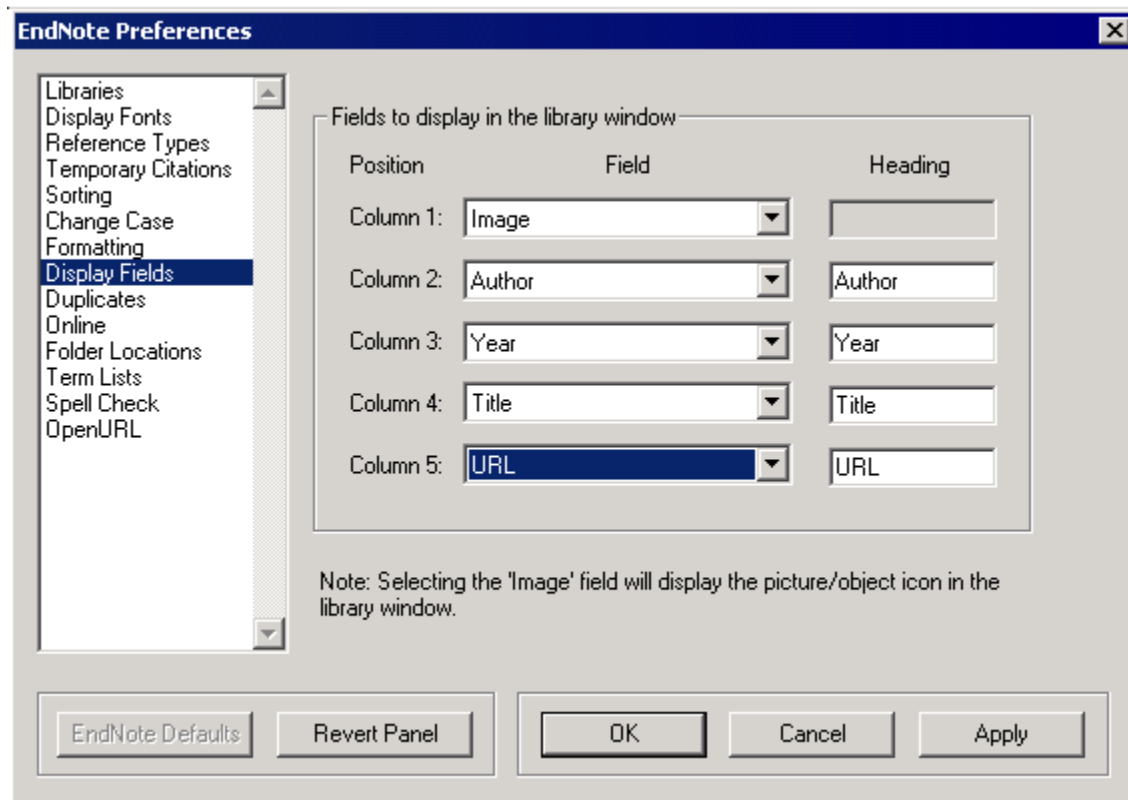 EndNote Preferences
Libraries
Display Fonts
Reference Types
Temporary Citations
Sorting
Change Case
Formatting
Display Fields
Duplicates
Online
Folder Locations
Term Lists
Spell Check
OpenURL
Fields to display in the library window
Position Field Heading
Column 1: Image
Column 2: Author Author
Column 3: Year Year
Column 4: Title Title
Column 5: URL URL
Note: Selecting the 'Image' field will display the picture/object icon in the
library window.
EndNote Defaults Revert Panel OK Cancel Apply